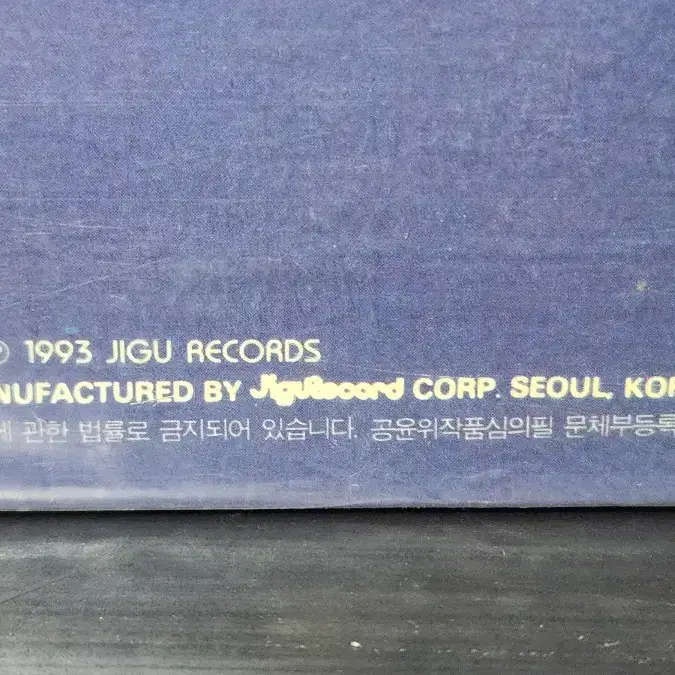 ℗ 1993 JIGU RECORDS
NUFACTURED BY JiguRecord CORP. SEOUL, KOR
에 관한 법률로 금지되어 있습니다. 공윤위작품심의필 문체부등록